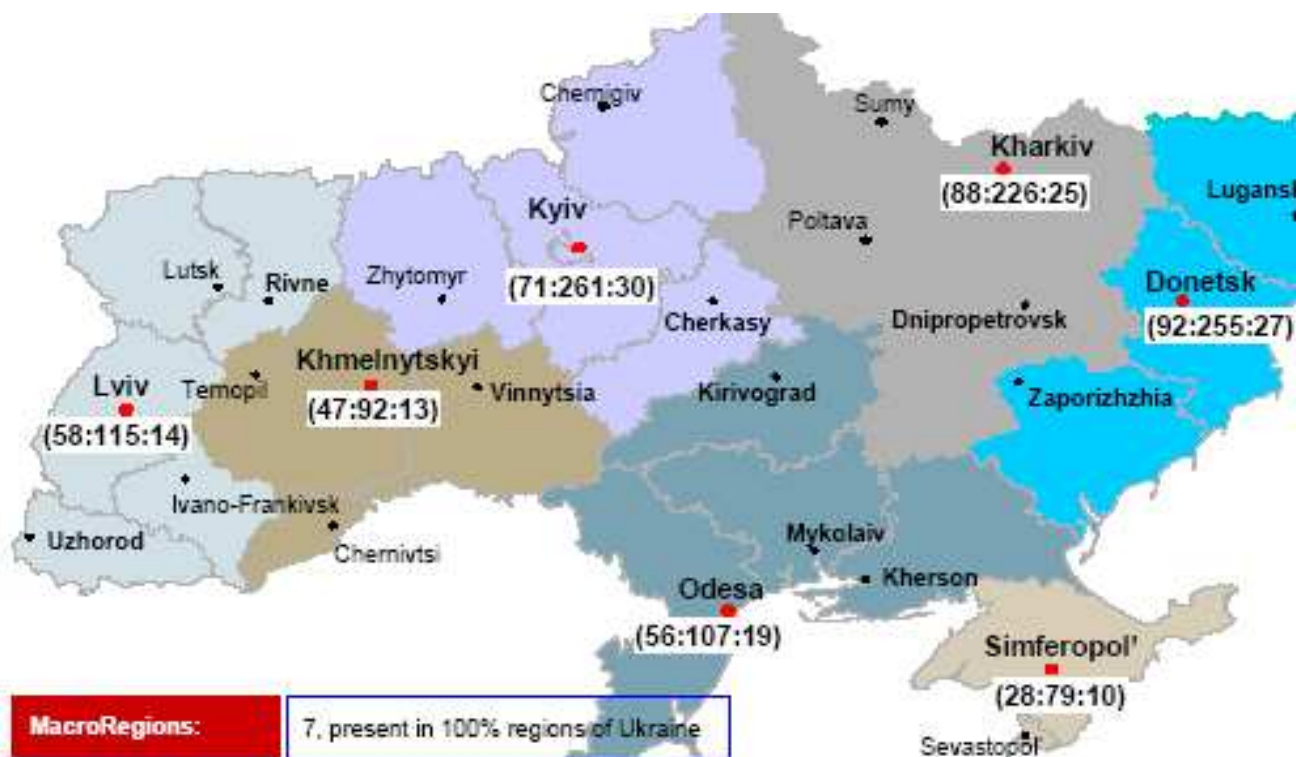 Chernigiv
Sumy
Kharkiv
(88:226:25)
Lugansk
Kyiv
(71:261:30)
Poltava
Lutsk
Rivne
Zhytomyr
Cherkasy
Donetsk
(92:255:27)
Dnipropetrovsk
Khmelnytskyi
(47:92:13)
Lviv
(58:115:14)
Ternopil
Vinnytsia
Kirivograd
Zaporizhzhia
Ivano-Frankivsk
Uzhorod
Chernivtsi
Mykolaiv
Kherson
Odesa
(56:107:19)
Simferopol'
(28:79:10)
Sevastopol
MacroRegions:
7, present in 100% regions of Ukraine